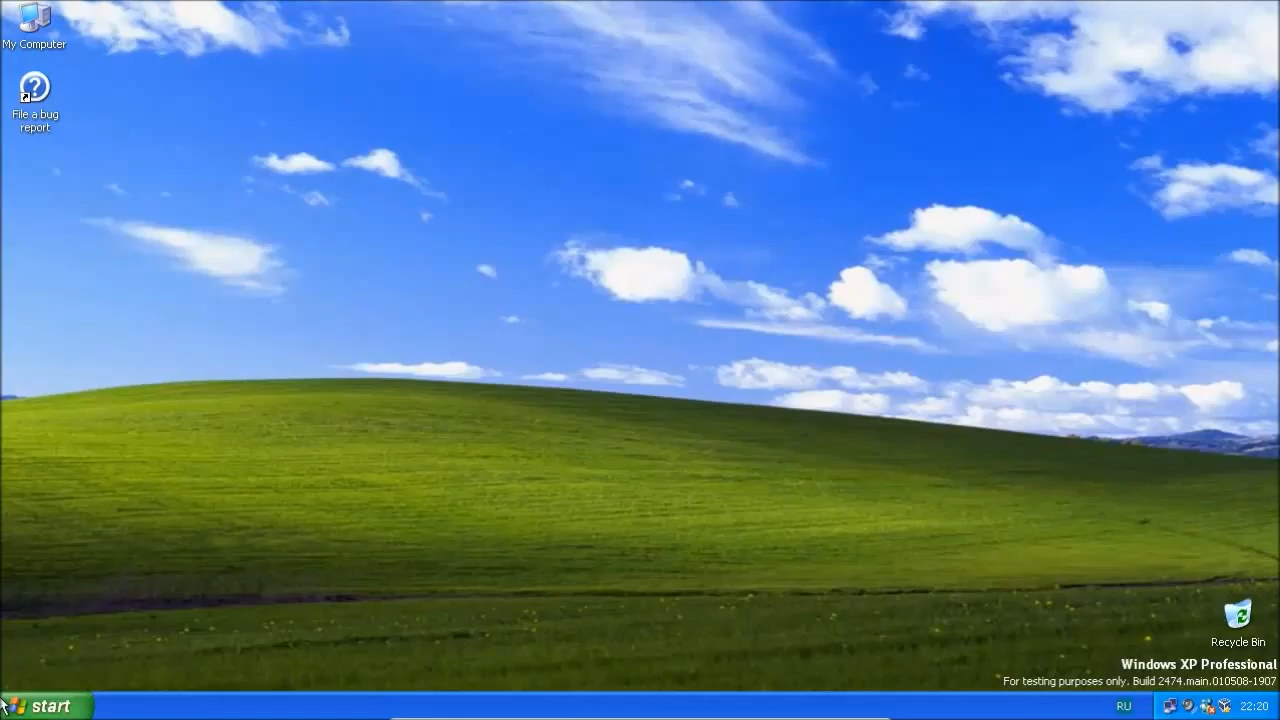 My Computer
File a bug
report
Recycle Bin
Windows XP Professional
For testing purposes only. Build 2474.main.010508-1907
start
RU
22:20